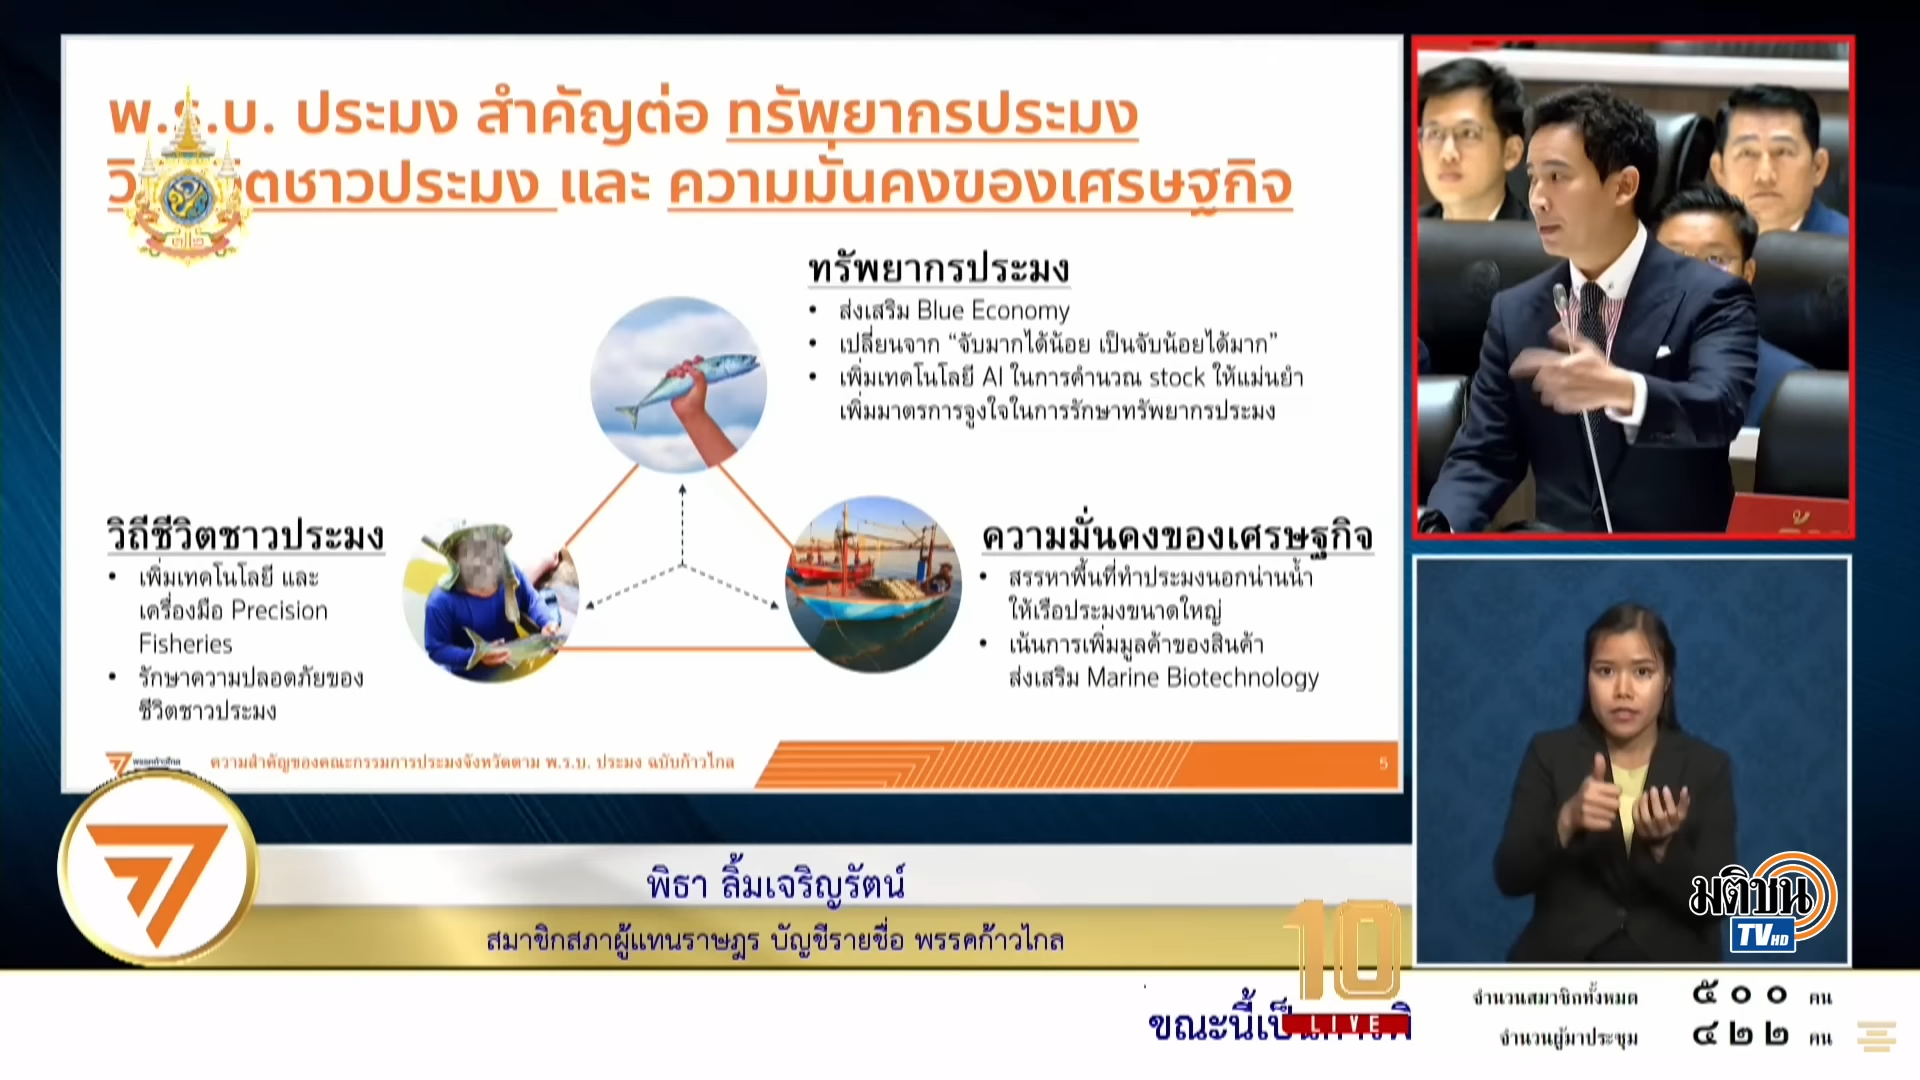 พ.ร.บ. ประมง สำคัญต่อ ทรัพยากรประมง
ตชาวประมง และ ความมั่นคงของเศรษฐกิจ
ทรัพยากรประมง
• ส่งเสริม Blue Economy
• เปลี่ยนจาก “จับมากได้น้อย เป็นจับน้อยได้มาก”
• เพิ่มเทคโนโลยี AI ในการคำนวณ stock ให้แม่นยำ
เพิ่มมาตรการจูงใจในการรักษาทรัพยากรประมง
วิถีชีวิตชาวประมง
• เพิ่มเทคโนโลยี และ
เครื่องมือ Precision
Fisheries
• รักษาความปลอดภัยของ
ชีวิตชาวประมง
ความมั่นคงของเศรษฐกิจ
• สรรหาพื้นที่ทำประมงนอกน่านน้ำ
ให้เรือประมงขนาดใหญ่
• เน้นการเพิ่มมูลค้าของสินค้า
ส่งเสริม Marine Biotechnology
พรรคก้าวไกล
ความสำคัญของคณะกรรมการประมงจังหวัดตาม พ.ร.บ. ประมง ฉบับก้าวไกล
5
พิธา ลิ้มเจริญรัตน์
สมาชิกสภาผู้แทนราษฎร บัญชีรายชื่อ พรรคก้าวไกล
มติชน
TV HD
10
LIVE
ขณะนี้เป็นการพิ
จำนวนสมาชิกทั้งหมด ๕๐๐ คน
จำนวนผู้มาประชุม ๔๒๒ คน